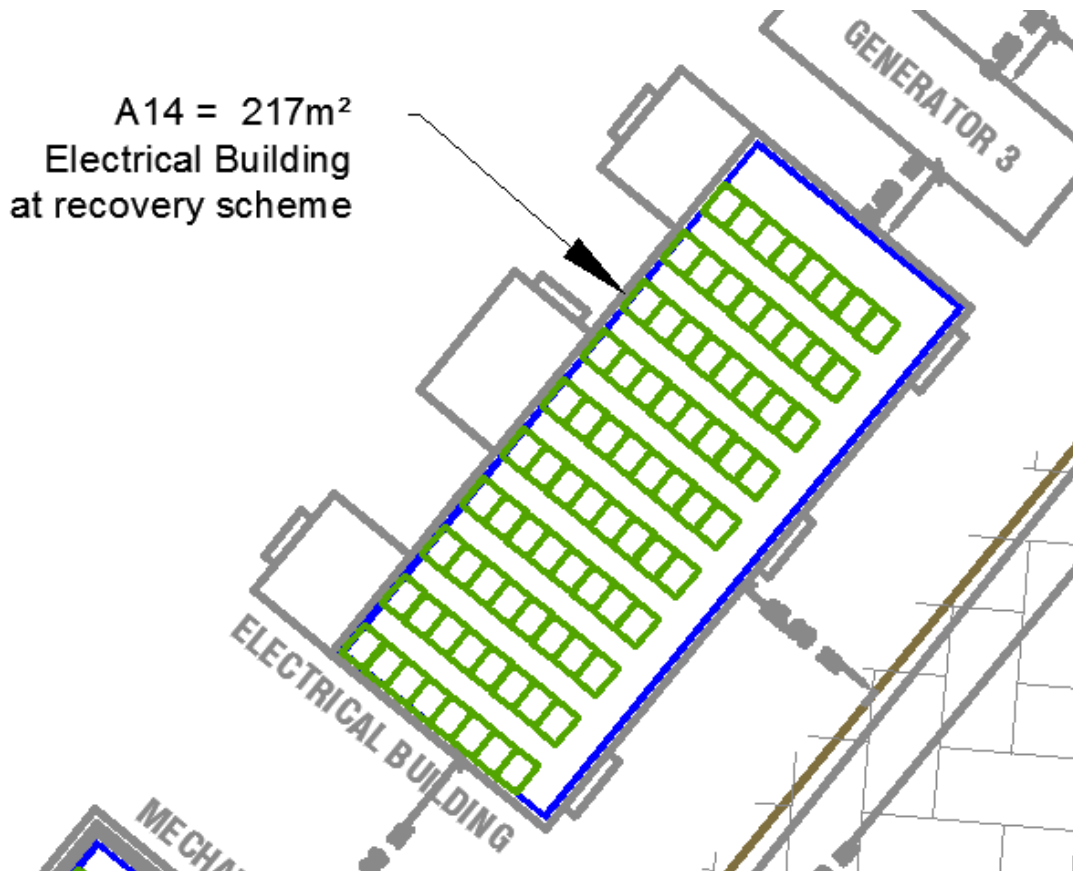 GENERATOR 3
A14 = 217m²
Electrical Building
at recovery scheme
ELECTRICAL BUILDING